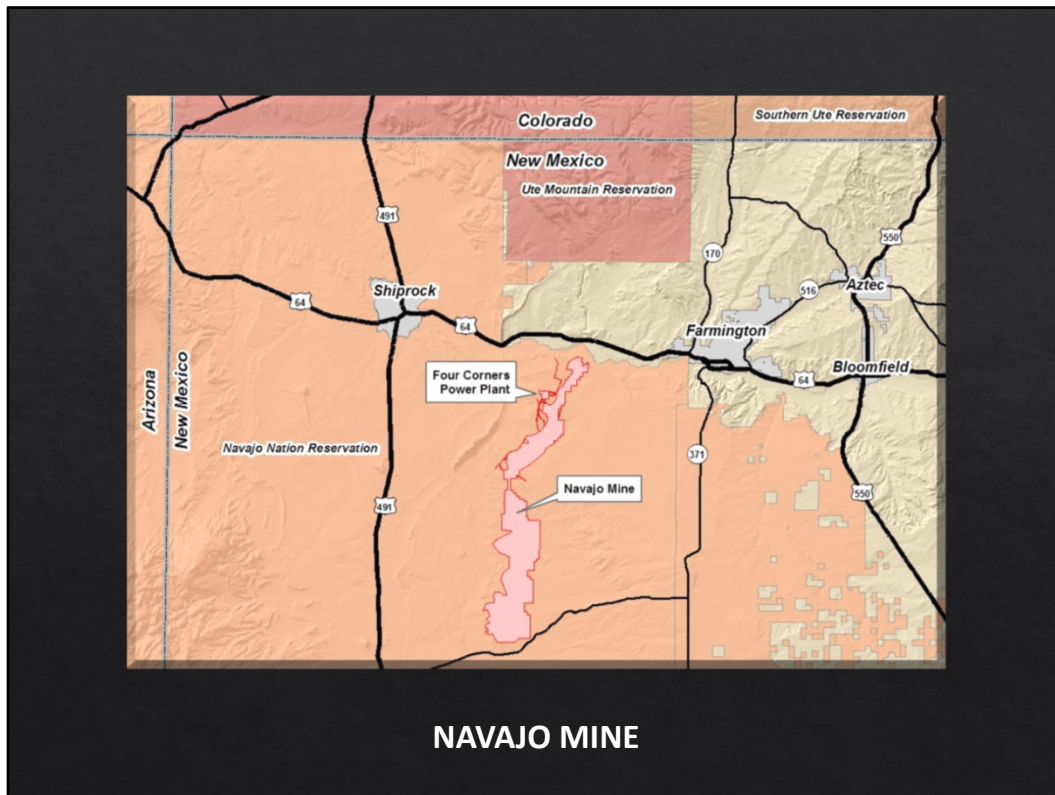 Colorado
Southern Ute Reservation
New Mexico
Ute Mountain Reservation
491
170
550
Shiprock
64
64
516
Aztec
Farmington
Four Corners
Power Plant
64
Bloomfield
Arizona
New Mexico
Navajo Nation Reservation
371
Navajo Mine
491
550
NAVAJO MINE